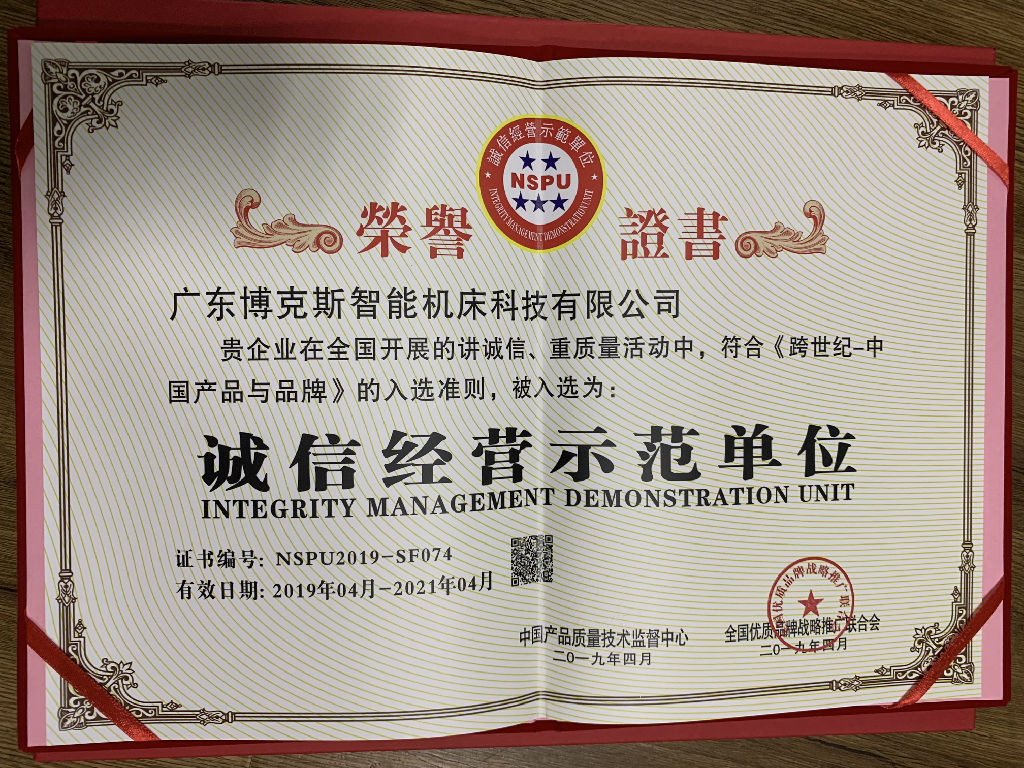 誠信經營示範單位
NSPU
INTEGRITY MANAGEMENT DEMONSTRATION UNIT
榮譽 證書
广东博克斯智能机床科技有限公司
贵企业在全国开展的讲诚信、重质量活动中，符合《跨世纪-中
国产品与品牌》的入选准则，被入选为：
诚信经营示范单位
INTEGRITY MANAGEMENT DEMONSTRATION UNIT
证书编号: NSPU2019-SF074
有效日期: 2019年04月-2021年04月
中国产品质量技术监督中心
二〇一九年四月
全国优质品牌战略推广联合会
二〇一九年四月